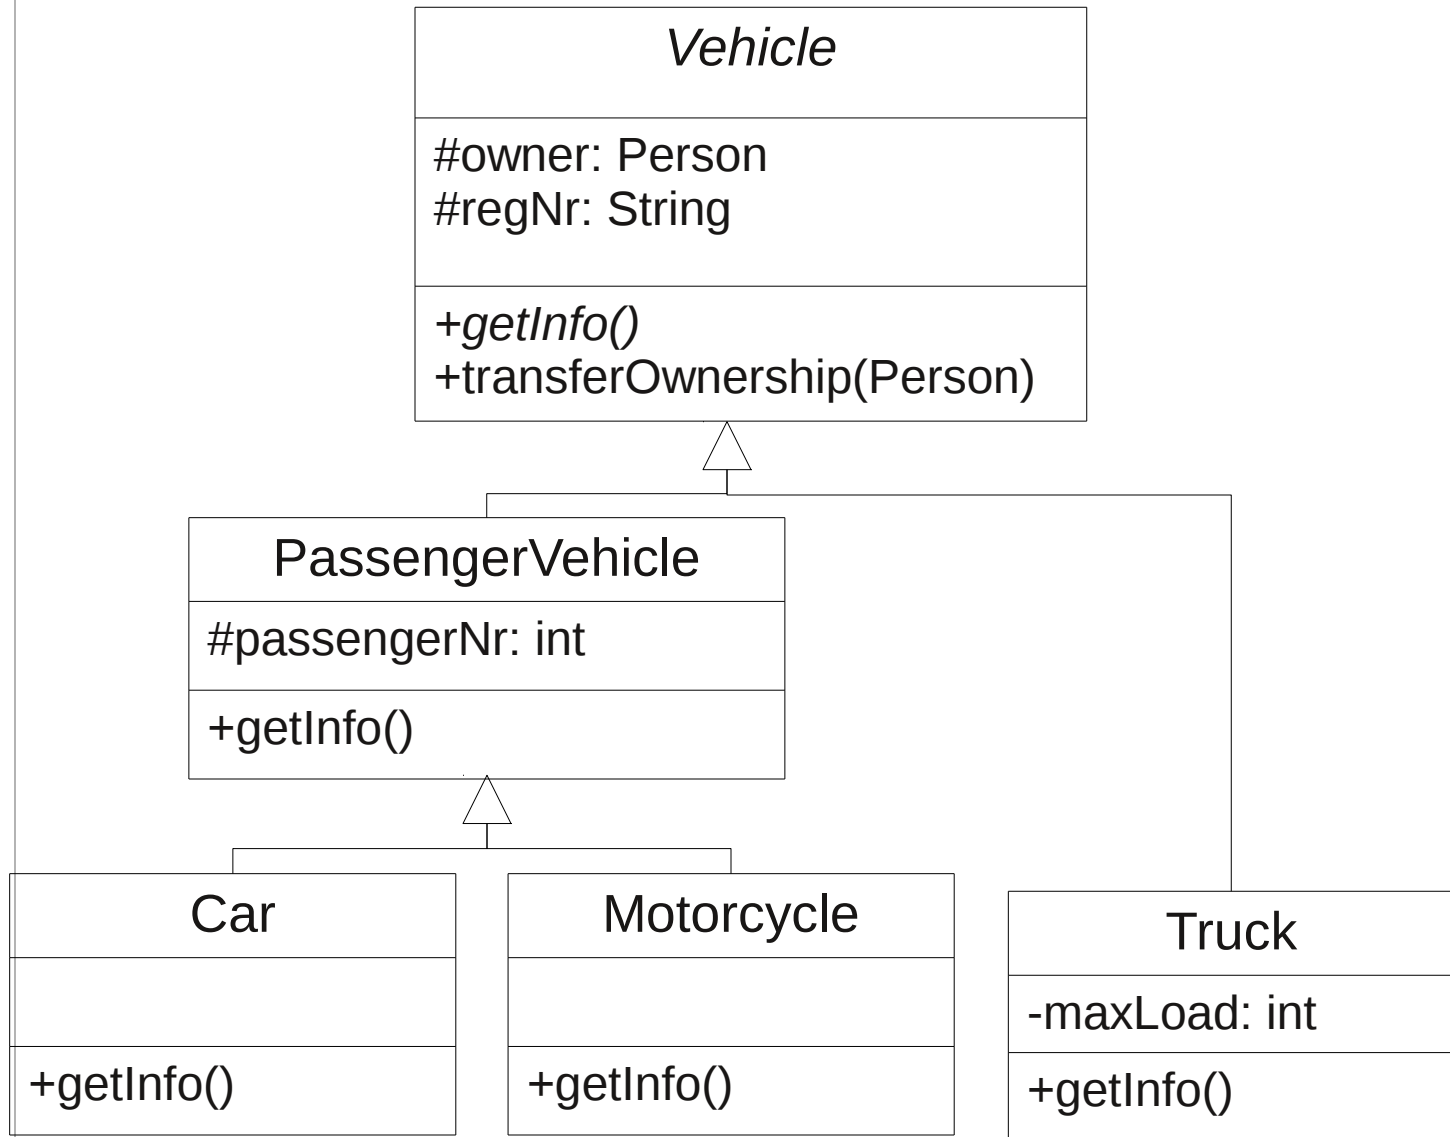 Vehicle
#owner: Person
#regNr: String
+getInfo()
+transferOwnership(Person)
PassengerVehicle
#passengerNr: int
+getInfo()
Car
+getInfo()
Motorcycle
+getInfo()
Truck
-maxLoad: int
+getInfo()